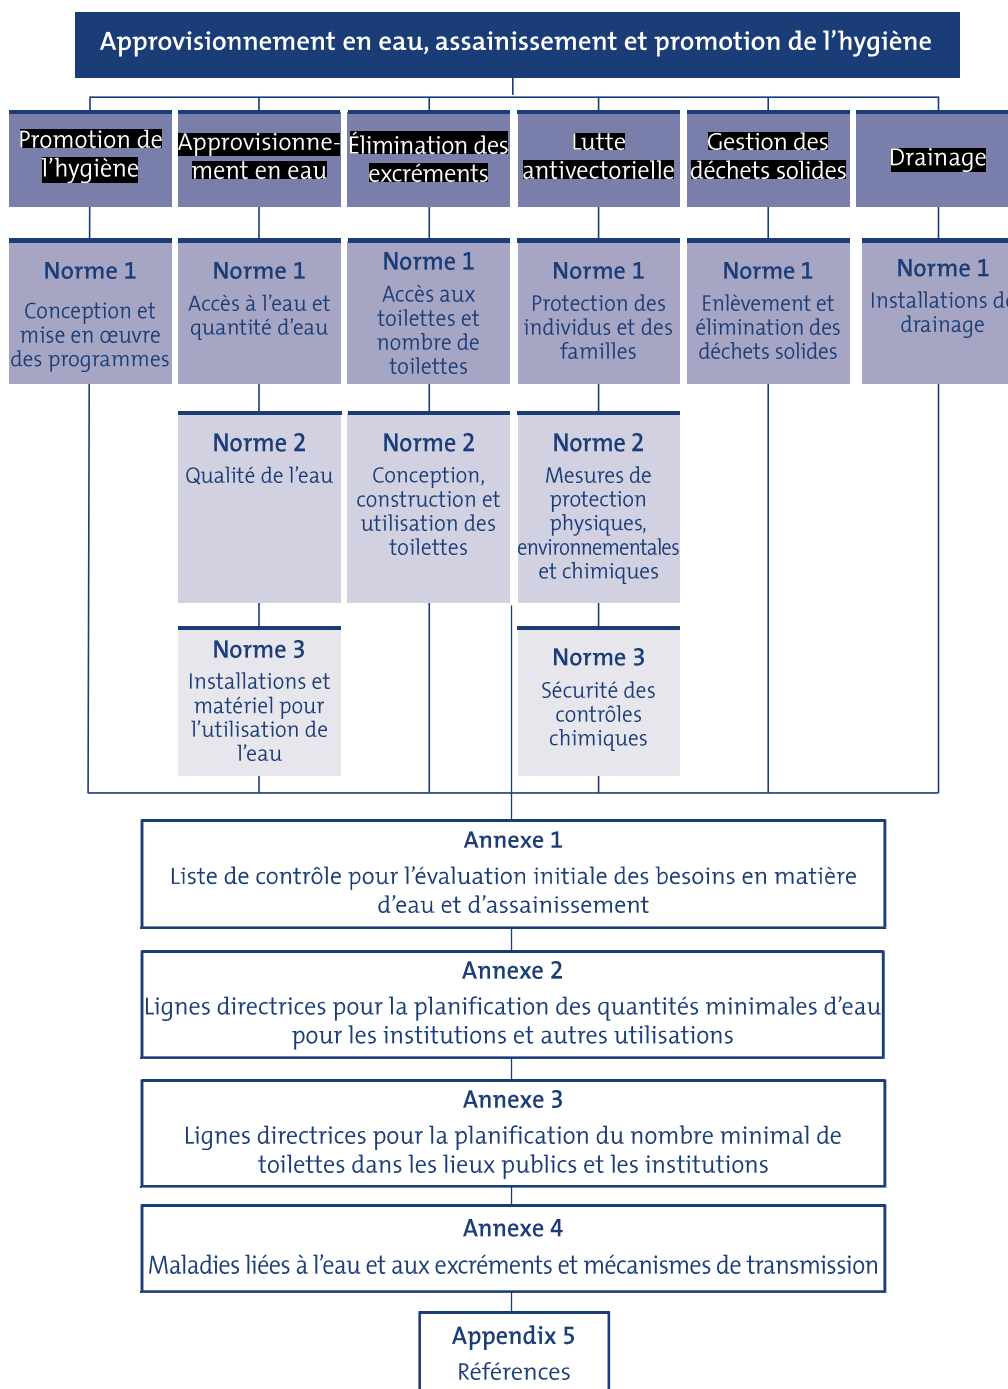 Approvisionnement en eau, assainissement et promotion de l’hygiène
Promotion de
l’hygiène
Approvisionne-
ment en eau
Élimination des
excréments
Lutte
antivectorielle
Gestion des
déchets solides
Drainage
Norme 1
Conception et
mise en œuvre
des programmes
Norme 1
Accès à l’eau et
quantité d’eau
Norme 1
Accès aux
toilettes et
nombre de
toilettes
Norme 1
Protection des
individus et des
familles
Norme 1
Enlèvement et
élimination des
déchets solides
Norme 1
Installations de
drainage
Norme 2
Qualité de l’eau
Norme 2
Conception,
construction et
utilisation des
toilettes
Norme 2
Mesures de
protection
physiques,
environnementales
et chimiques
Norme 3
Installations et
matériel pour
l’utilisation de
l’eau
Norme 3
Sécurité des
contrôles
chimiques
Annexe 1
Liste de contrôle pour l’évaluation initiale des besoins en matière
d’eau et d’assainissement
Annexe 2
Lignes directrices pour la planification des quantités minimales d’eau
pour les institutions et autres utilisations
Annexe 3
Lignes directrices pour la planification du nombre minimal de
toilettes dans les lieux publics et les institutions
Annexe 4
Maladies liées à l’eau et aux excréments et mécanismes de transmission
Appendix 5
Références